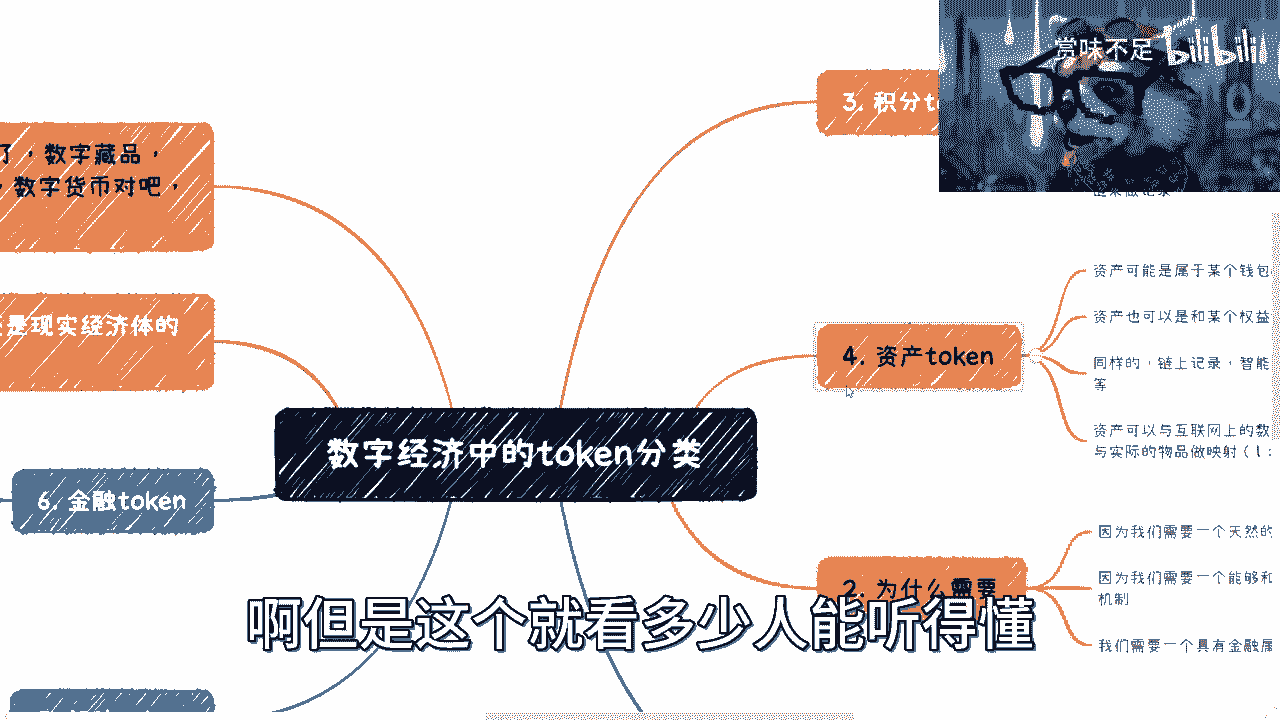 赏味不足 bilibili
3. 积分t
了，数字藏品，
，数字货币对吧，
链来做记录
资产可能是属于某个钱包
资产也可以是和某个权益
是现实经济体的
同样的，链上记录，智能
等
4. 资产token
资产可以与互联网上的数
与实际的物品做映射（1：
数字经济中的token分类
6. 金融token
因为我们需要一个天然的
因为我们需要一个能够和
机制
2. 为什么需要
我们需要一个具有金融属
啊但是这个就看多少人能听得懂